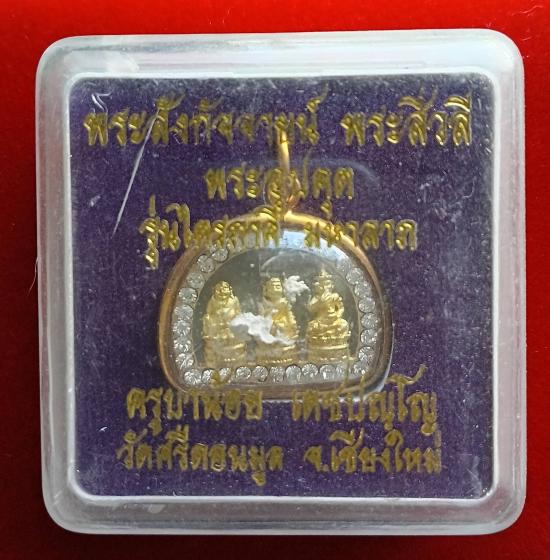 พระสังกัจจายน์ พระสีวลี
พระอุปคุต
รุ่นไตรภาคี มหาลาภ
ครูบาน้อย เตชปญฺโญ
วัดศรีดอนมูล จ.เชียงใหม่